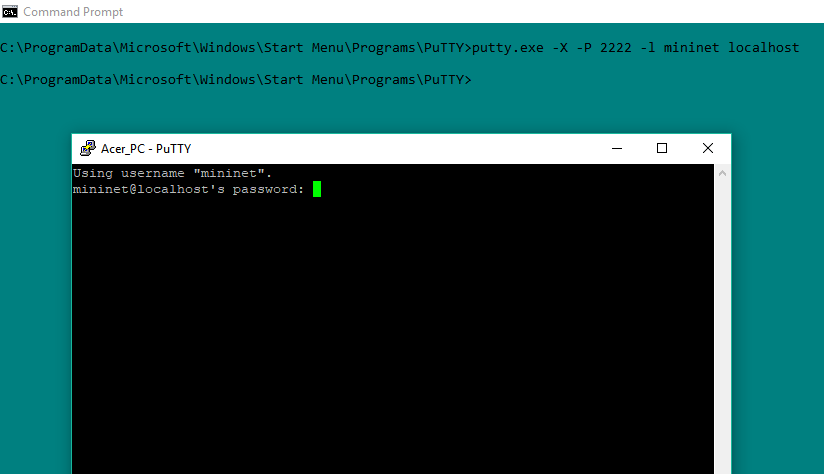 Command Prompt
C:\ProgramData\Microsoft\Windows\Start Menu\Programs\PuTTY>putty.exe -X -P 2222 -l mininet localhost
C:\ProgramData\Microsoft\Windows\Start Menu\Programs\PuTTY>
Acer_PC - PuTTY
Using username "mininet".
mininet@localhost's password: